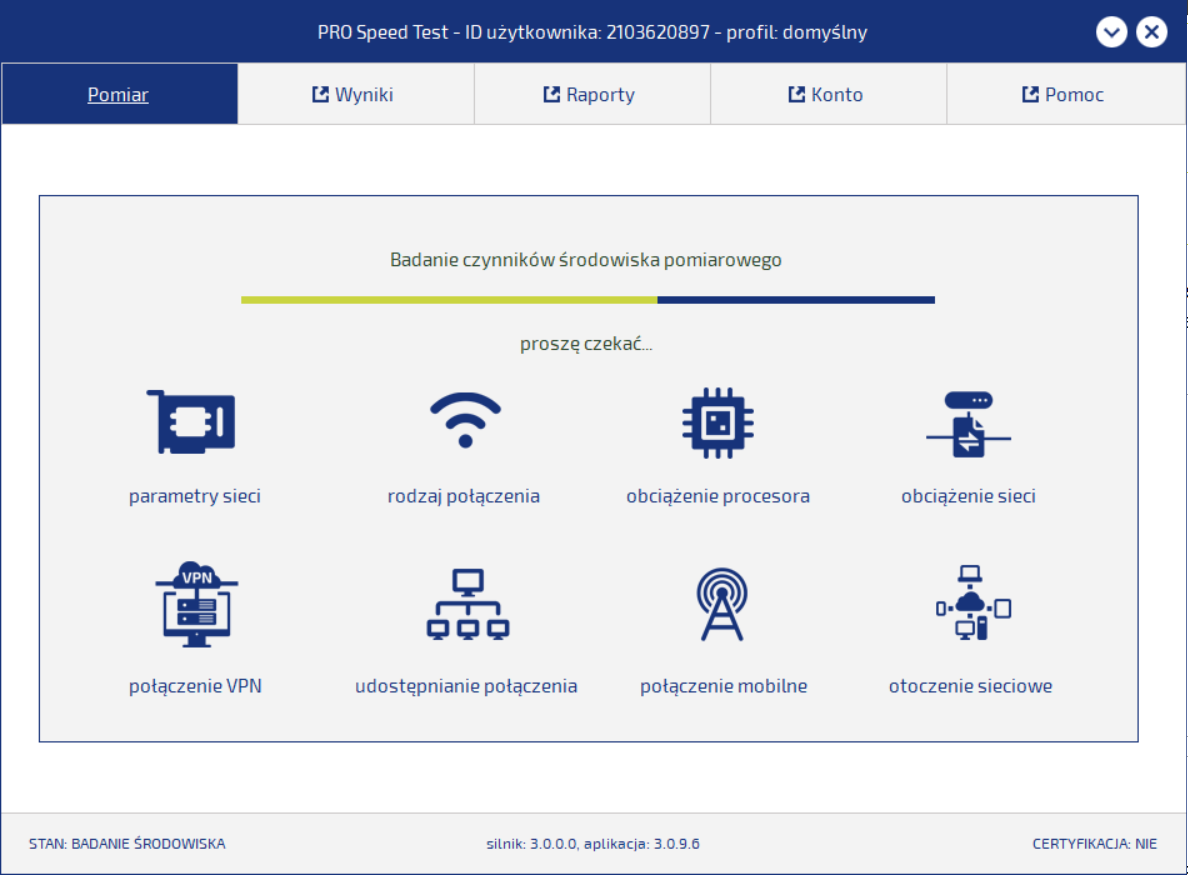 PRO Speed Test - ID użytkownika: 2103620897 - profil: domyślny
Pomiar
Wyniki
Raporty
Konto
Pomoc
Badanie czynników środowiska pomiarowego
proszę czekać...
parametry sieci
rodzaj połączenia
obciążenie procesora
obciążenie sieci
VPN
połączenie VPN
udostępnianie połączenia
połączenie mobilne
otoczenie sieciowe
STAN: BADANIE ŚRODOWISKA
silnik: 3.0.0.0, aplikacja: 3.0.9.6
CERTYFIKACJA: NIE